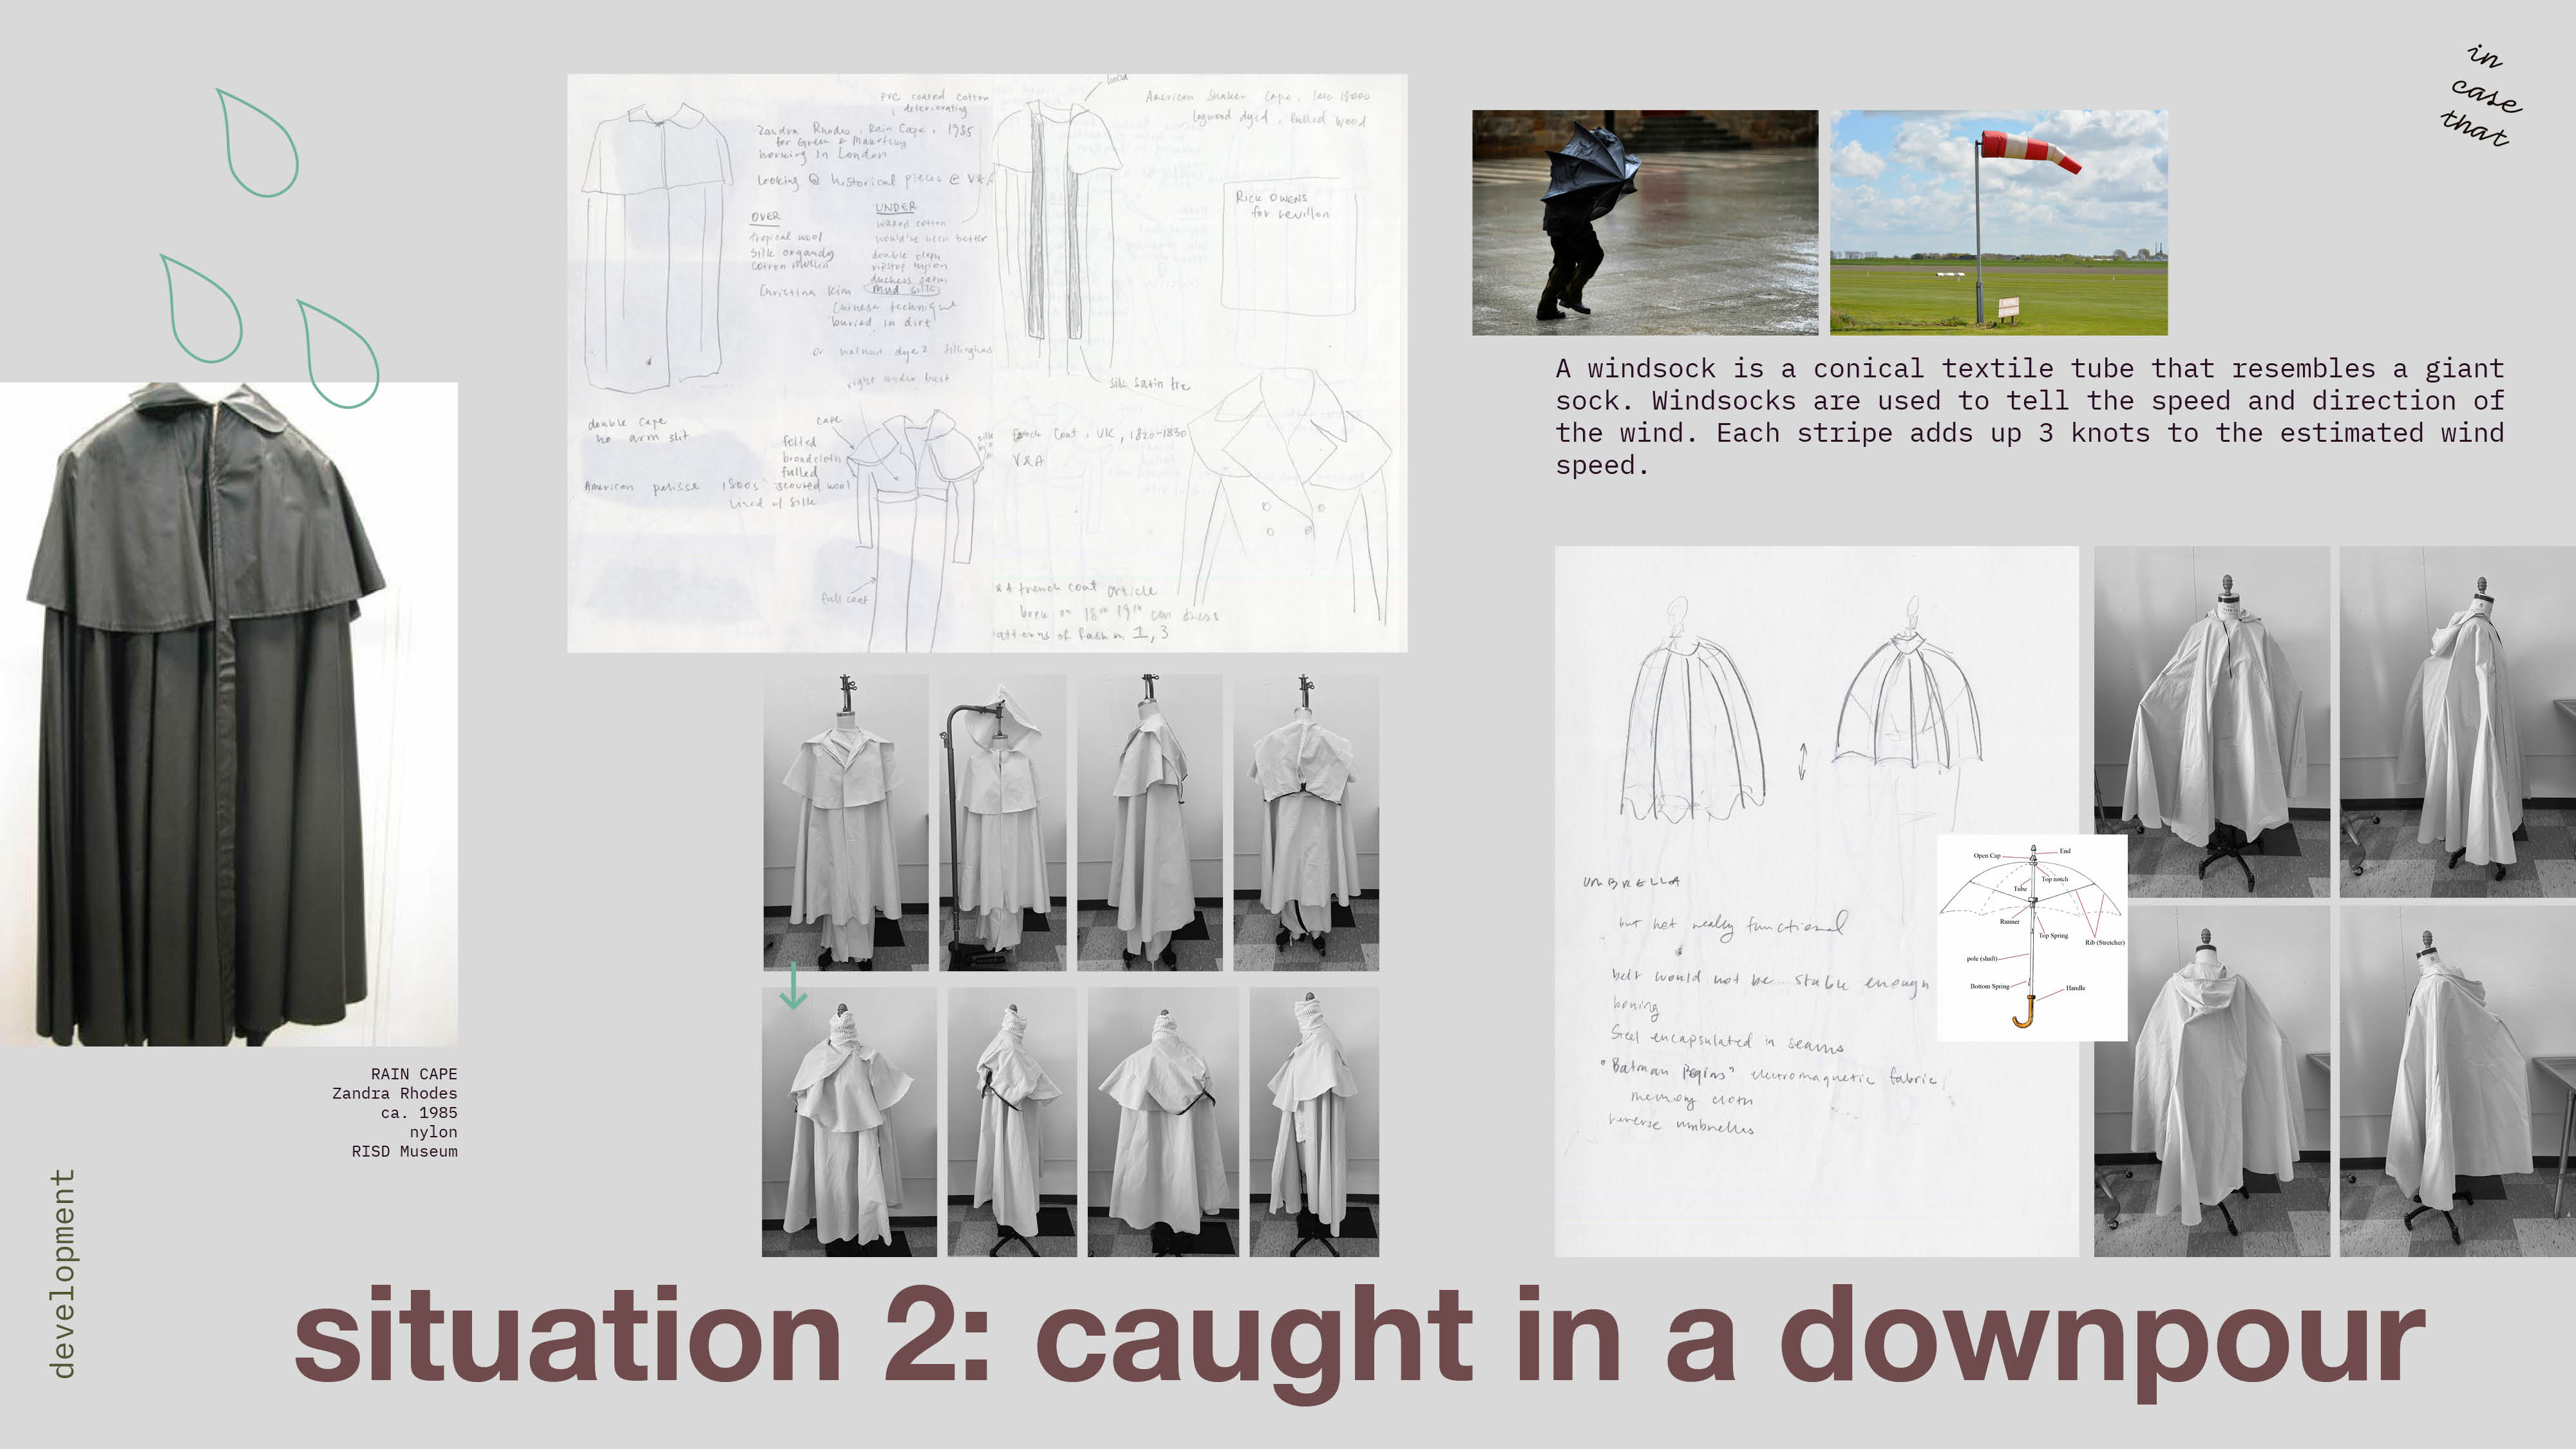 in
case
that
PVC coated cotton
deteriorating
Zandra Rhodes, Rain Cape, 1985
for Green & Makofsky
working in London
looking @ historical pieces @ V&A
OVER
tropical wool
silk organdy
cotton muslin
UNDER
waxed cotton
would've been better
double cloth
ripstop nylon
duchess satin
Christina Kim
mud silk
Chinese technique
"buried in dirt"
or walnut dye?
right under bust
hood
American Shaker Cape, late 1800s
logwood dyed, fulled wood
Rick Owens
for revillon
silk satin
double cape
no arm slit
American pelisse 1800s
cape
felted
broadcloth
fulled
scoured wool
lined w/ silk
full coat
Frock Coat, UK, 1820-1830
V&A
** trench coat article
book on 18th 19th cen dress
patterns of fashion 1, 3
A windsock is a conical textile tube that resembles a giant
sock. Windsocks are used to tell the speed and direction of
the wind. Each stripe adds up 3 knots to the estimated wind
speed.
RAIN CAPE
Zandra Rhodes
ca. 1985
nylon
RISD Museum
UMBRELLA
but not really functional
belt would not be stable enough
boning
Steel encapsulated in seams
"Batman Begins" electromagnetic fabric
memory cloth
reverse umbrellas
Open Cap
End
Top notch
Tube
Runner
Top Spring
Rib (Stretcher)
pole (shaft)
Bottom Spring
Handle
development
situation 2: caught in a downpour